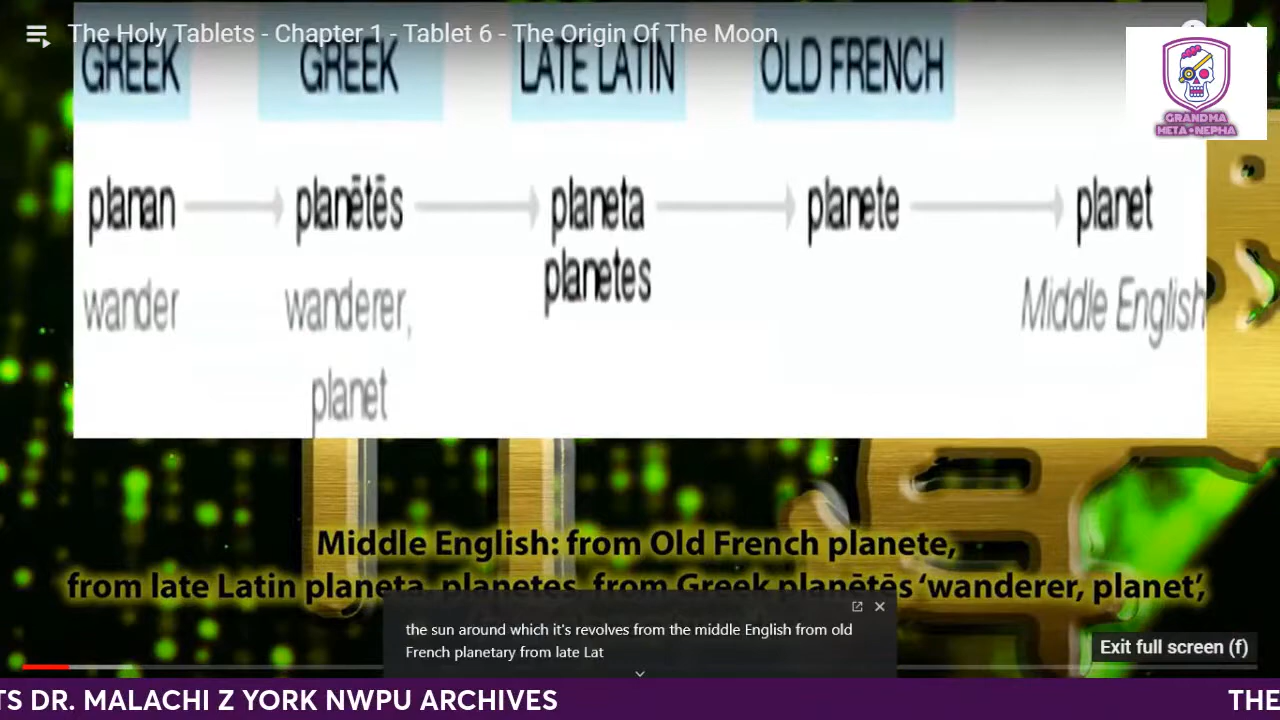 The Holy Tablets - Chapter 1 - Tablet 6 - The Origin Of The Moon
GREEK GREEK LATE LATIN OLD FRENCH
GRANDMA
META•NEPHA
planan planētēs planeta planete planet
planetes
wander wanderer, Middle English
planet
Middle English: from Old French planete,
from late Latin planeta, planetes, from Greek planētēs ‘wanderer, planet’,
the sun around which it's revolves from the middle English from old
French planetary from late Lat
Exit full screen (f)
TS DR. MALACHI Z YORK NWPU ARCHIVES THE